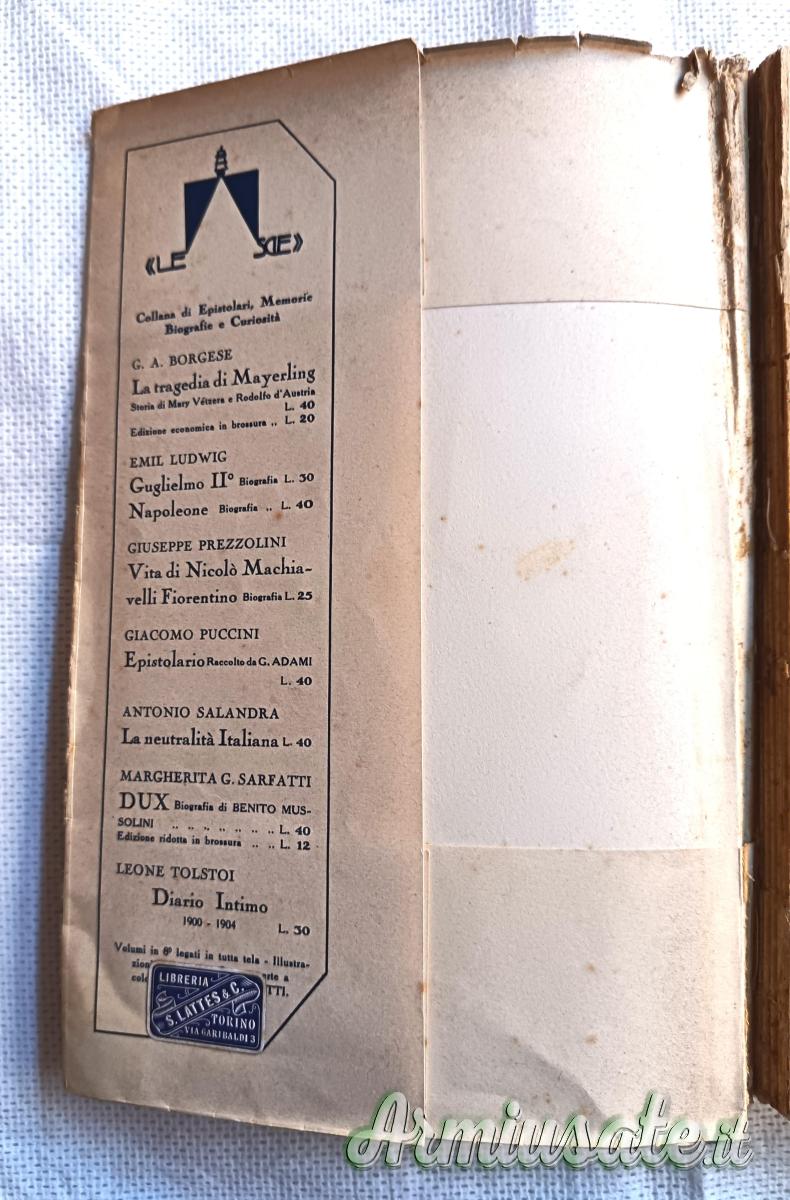 «LE SCIE»
Collana di Epistolari, Memorie
Biografie e Curiosità
G. A. BORGESE
La tragedia di Mayerling
Storia di Mary Vétzera e Rodolfo d'Austria
L. 40
Edizione economica in brossura ,, L. 20
EMIL LUDWIG
Guglielmo IIº Biografia L. 30
Napoleone Biografia ,, L. 40
GIUSEPPE PREZZOLINI
Vita di Nicolò Machia-
velli Fiorentino Biografia L. 25
GIACOMO PUCCINI
Epistolario Raccolto da G. ADAMI
L. 40
ANTONIO SALANDRA
La neutralità Italiana L. 40
MARGHERITA G. SARFATTI
DUX Biografia di BENITO MUS-
SOLINI ,, ,, ,, ,, ,, ,, ,, L. 40
Edizione ridotta in brossura ,, ,, L. 12
LEONE TOLSTOI
Diario Intimo
1900 - 1904
L. 30
Volumi in 8º legati in tutta tela - Illustra-
LIBRERIA
S. LATTES & C.
TORINO
VIA GARIBALDI 3
Armiusate.it